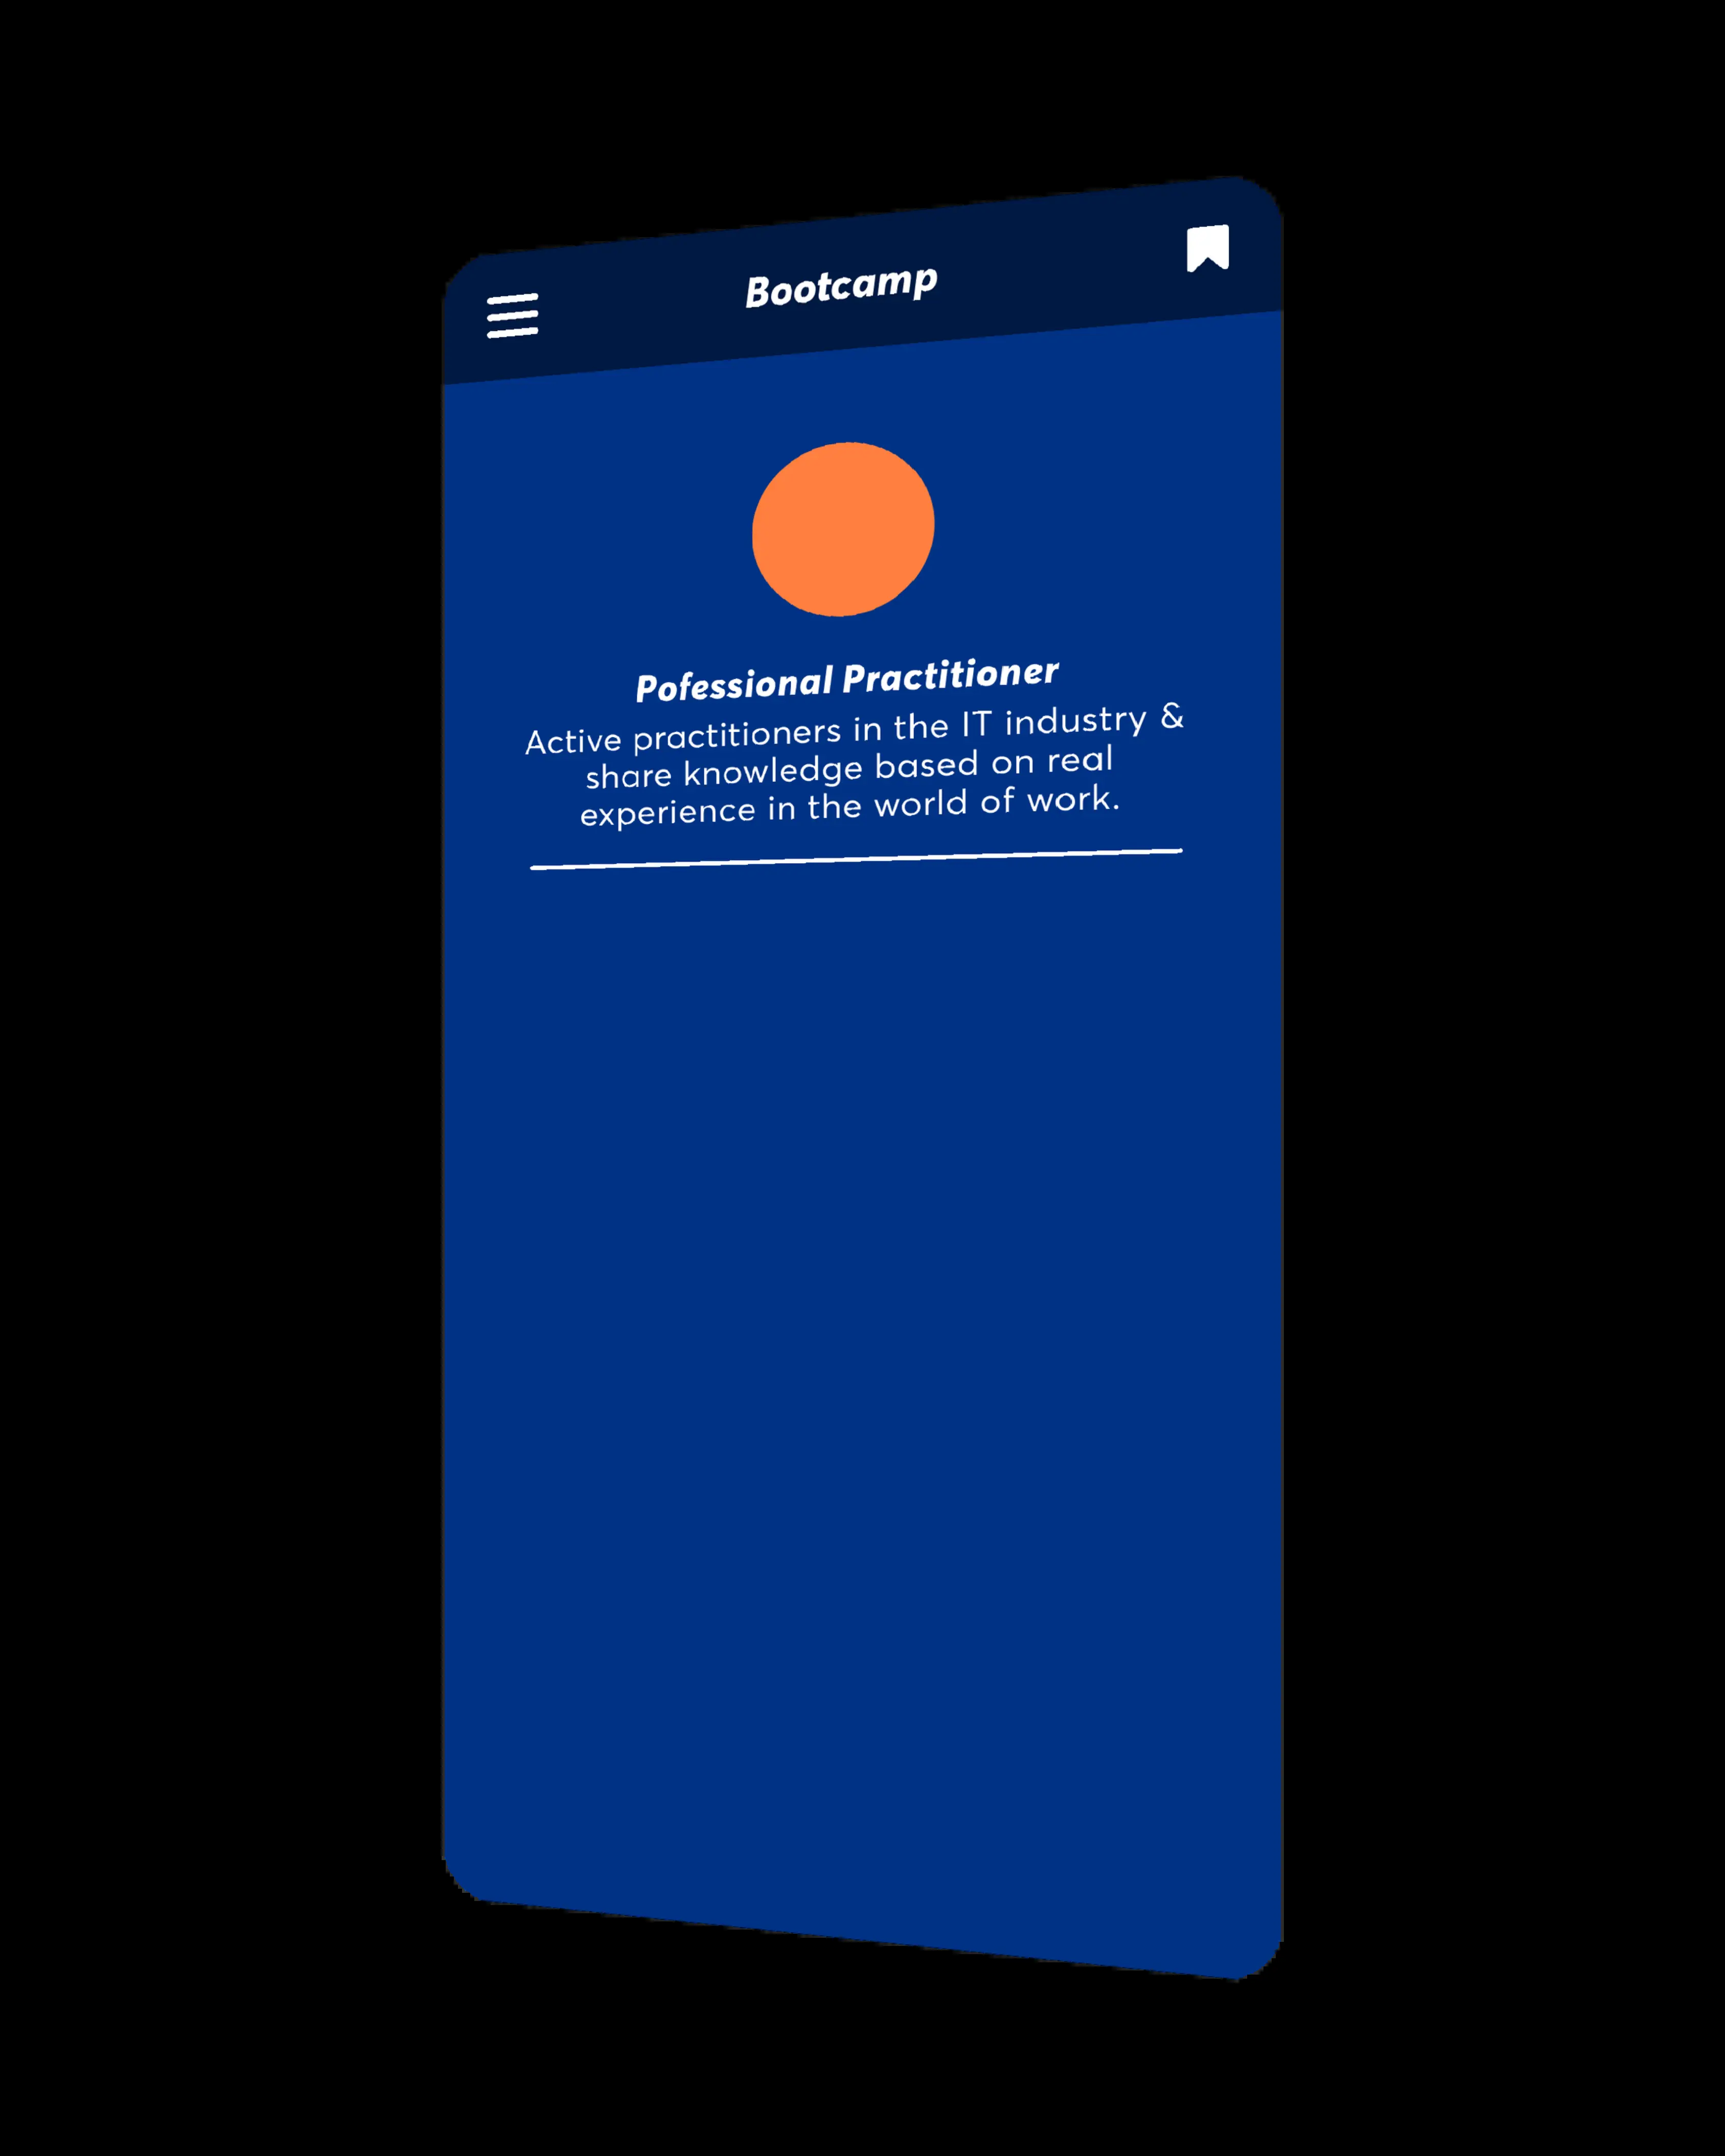 Bootcamp
Pofessional Practitioner
Active practitioners in the IT industry &
share knowledge based on real
experience in the world of work.